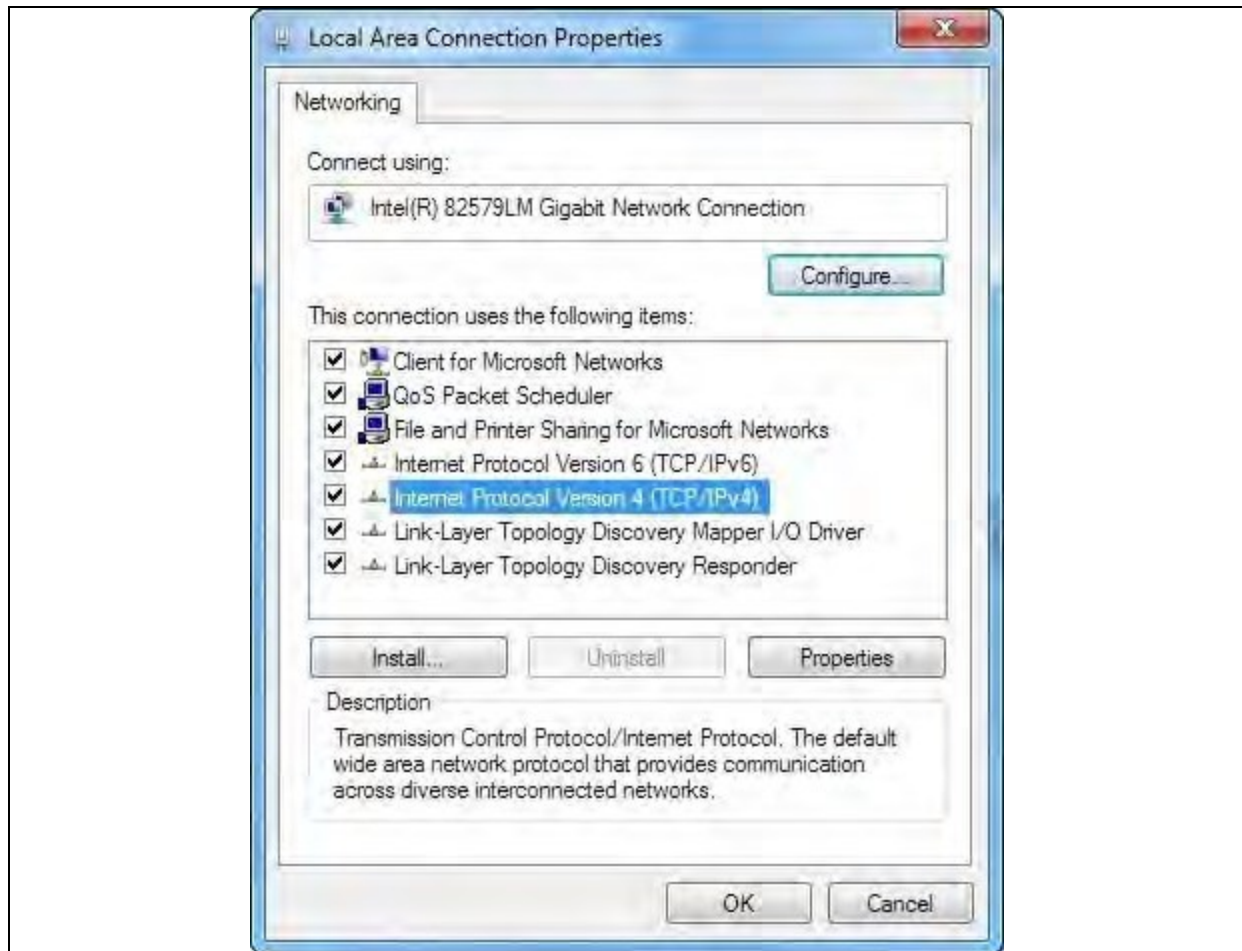 Local Area Connection Properties
Networking
Connect using:
Intel(R) 82579LM Gigabit Network Connection
Configure...
This connection uses the following items:
Client for Microsoft Networks
QoS Packet Scheduler
File and Printer Sharing for Microsoft Networks
Internet Protocol Version 6 (TCP/IPv6)
Internet Protocol Version 4 (TCP/IPv4)
Link-Layer Topology Discovery Mapper I/O Driver
Link-Layer Topology Discovery Responder
Install...
Uninstall
Properties
Description
Transmission Control Protocol/Internet Protocol. The default
wide area network protocol that provides communication
across diverse interconnected networks.
OK
Cancel